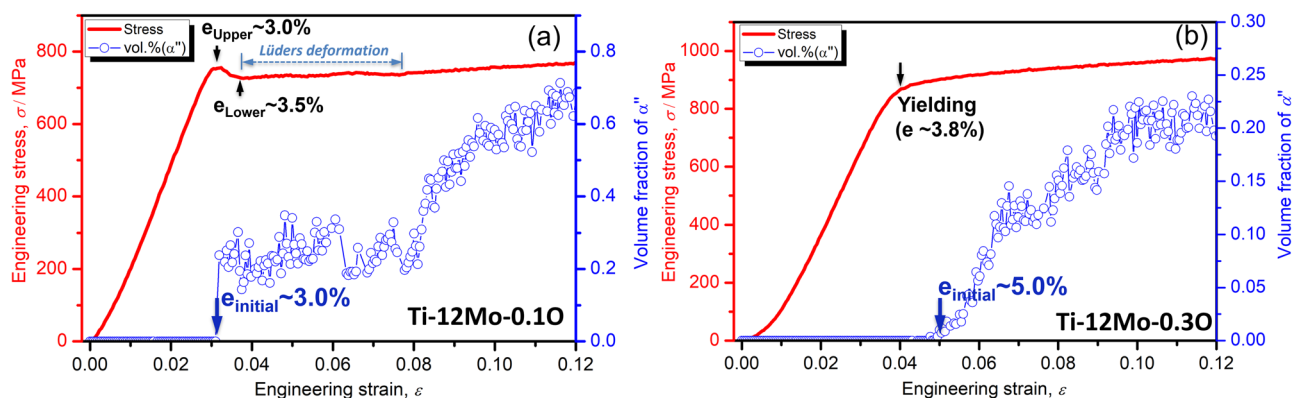 Stress
vol.%(α")
e_Upper~3.0%
(a)
Lüders deformation
e_Lower~3.5%
e_initial~3.0%
Ti-12Mo-0.1O
Engineering stress, σ / MPa
800
600
400
200
0
Volume fraction of α"
0.8
0.6
0.4
0.2
0.0
0.00 0.02 0.04 0.06 0.08 0.10 0.12
Engineering strain, ε
Stress
vol.%(α")
(b)
Yielding
(e ~3.8%)
e_initial~5.0%
Ti-12Mo-0.3O
Engineering stress, σ / MPa
1000
800
600
400
200
0
Volume fraction of α"
0.30
0.25
0.20
0.15
0.10
0.05
0.00
0.00 0.02 0.04 0.06 0.08 0.10 0.12
Engineering strain, ε